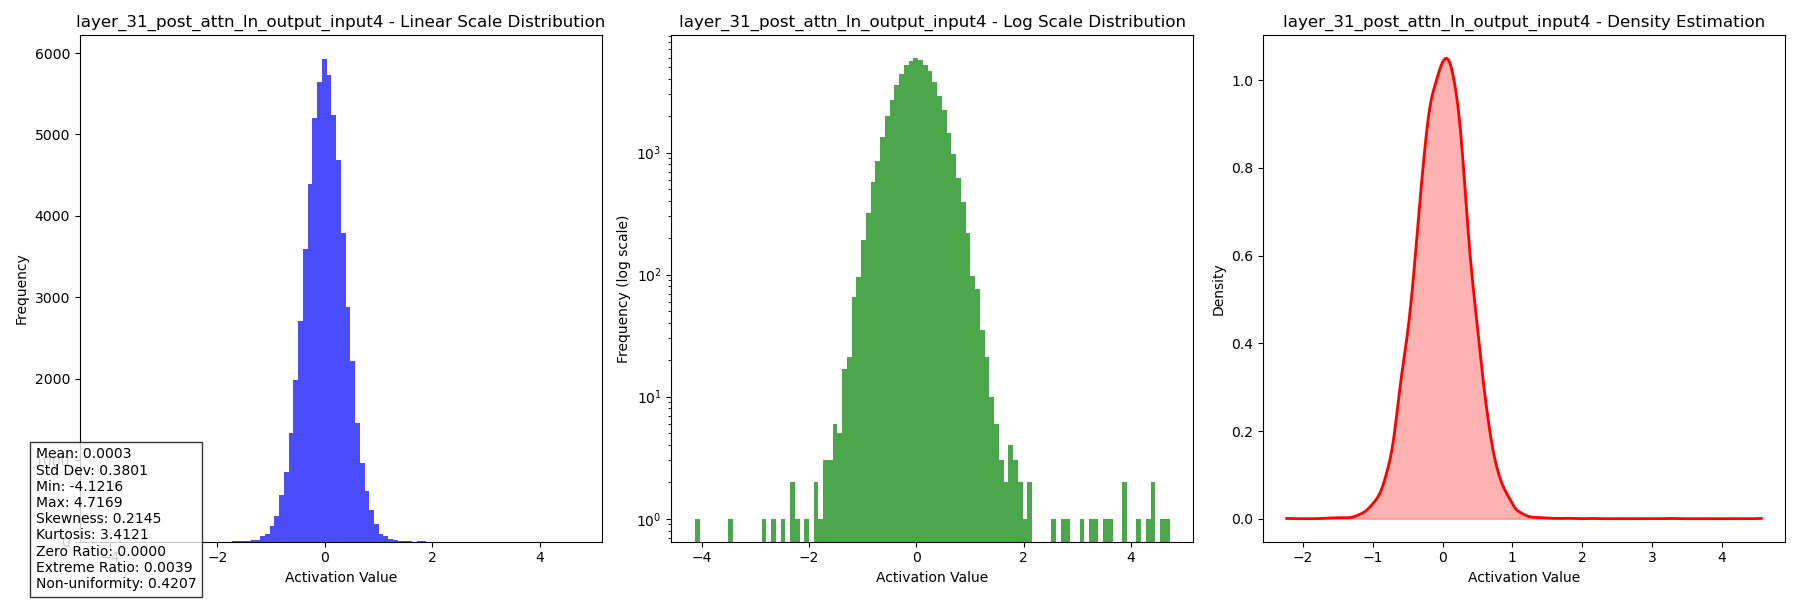 layer_31_post_attn_ln_output_input4 - Linear Scale Distribution
6000
5000
4000
3000
2000
Frequency
−2
0
2
4
Activation Value
Mean: 0.0003
Std Dev: 0.3801
Min: -4.1216
Max: 4.7169
Skewness: 0.2145
Kurtosis: 3.4121
Zero Ratio: 0.0000
Extreme Ratio: 0.0039
Non-uniformity: 0.4207
layer_31_post_attn_ln_output_input4 - Log Scale Distribution
10³
10²
10¹
10⁰
Frequency (log scale)
−4
−2
0
2
4
Activation Value
layer_31_post_attn_ln_output_input4 - Density Estimation
1.0
0.8
0.6
0.4
0.2
0.0
Density
−2
−1
0
1
2
3
4
Activation Value